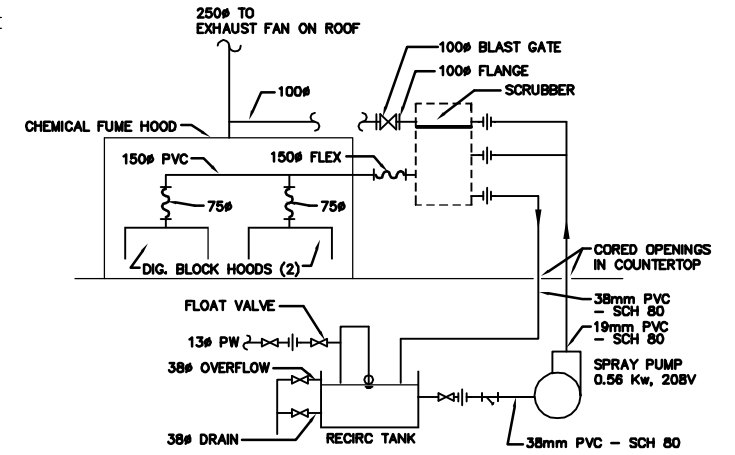 250ø TO
EXHAUST FAN ON ROOF
100ø BLAST GATE
100ø FLANGE
SCRUBBER
100ø
CHEMICAL FUME HOOD
150ø PVC
150ø FLEX
75ø
75ø
DIG. BLOCK HOODS (2)
CORED OPENINGS
IN COUNTERTOP
38mm PVC
- SCH 80
19mm PVC
- SCH 80
FLOAT VALVE
13ø PW
38ø OVERFLOW
SPRAY PUMP
0.56 Kw, 208V
38ø DRAIN
RECIRC TANK
38mm PVC - SCH 80